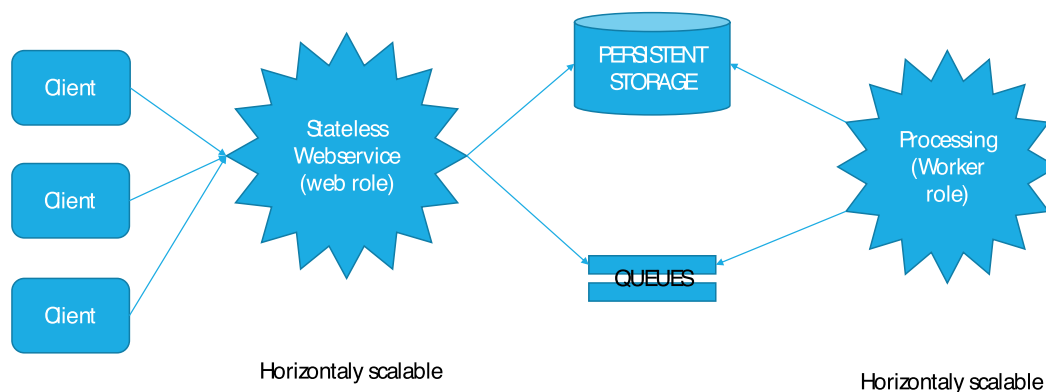 Client
Client
Client
Stateless
Webservice
(web role)
PERSISTENT
STORAGE
QUEUES
Processing
(Worker
role)
Horizontaly scalable
Horizontaly scalable